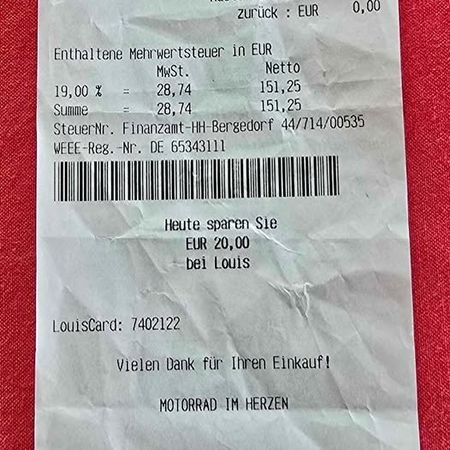 zurück : EUR 0,00
Enthaltene Mehrwertsteuer in EUR
MwSt. Netto
19,00 % = 28,74 151,25
Summe = 28,74 151,25
SteuerNr. Finanzamt-HH-Bergedorf 44/714/00535
WEEE-Reg.-Nr. DE 65343111
Heute sparen Sie
EUR 20,00
bei Louis
LouisCard: 7402122
Vielen Dank für Ihren Einkauf!
MOTORRAD IM HERZEN